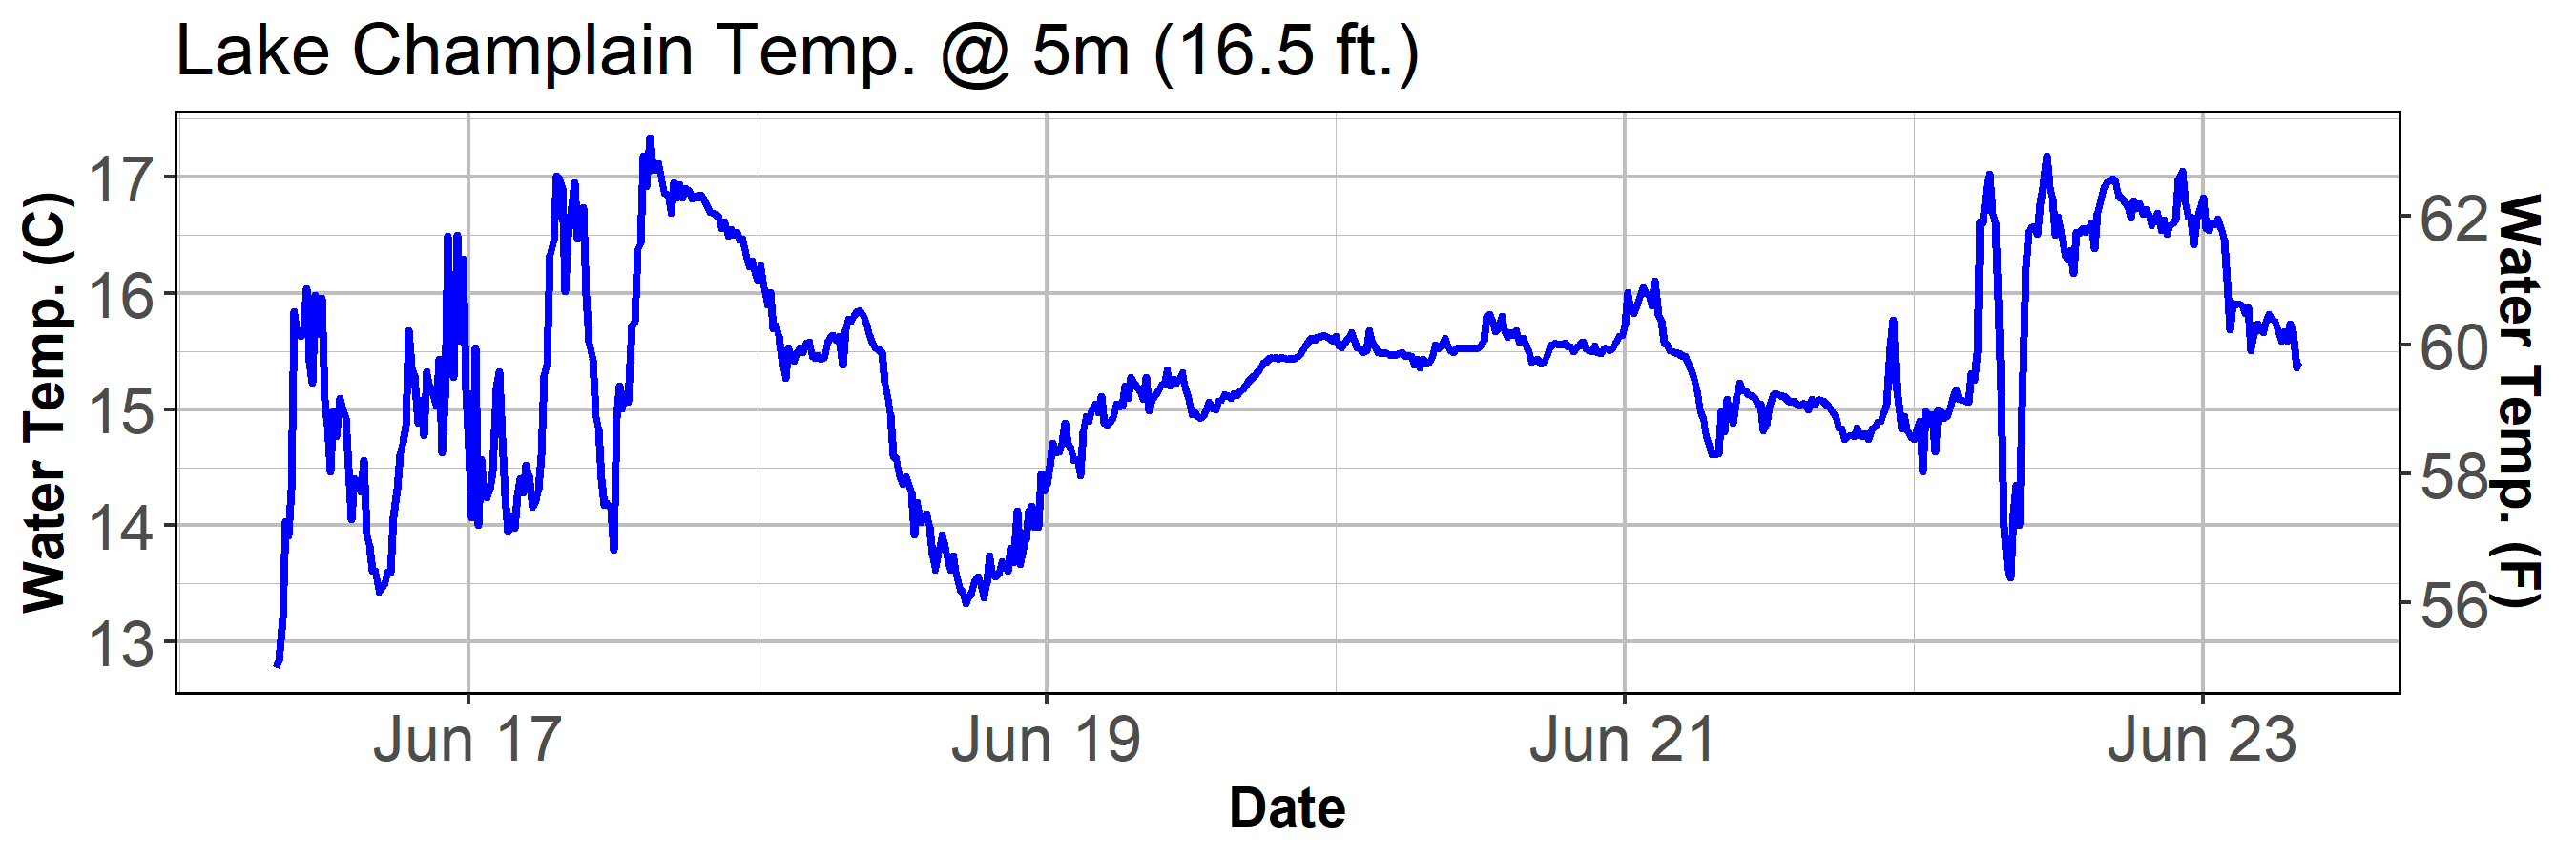 Lake Champlain Temp. @ 5m (16.5 ft.)
Water Temp. (C)
17
16
15
14
13
62
60
58
56
Water Temp. (F)
Jun 17
Jun 19
Jun 21
Jun 23
Date